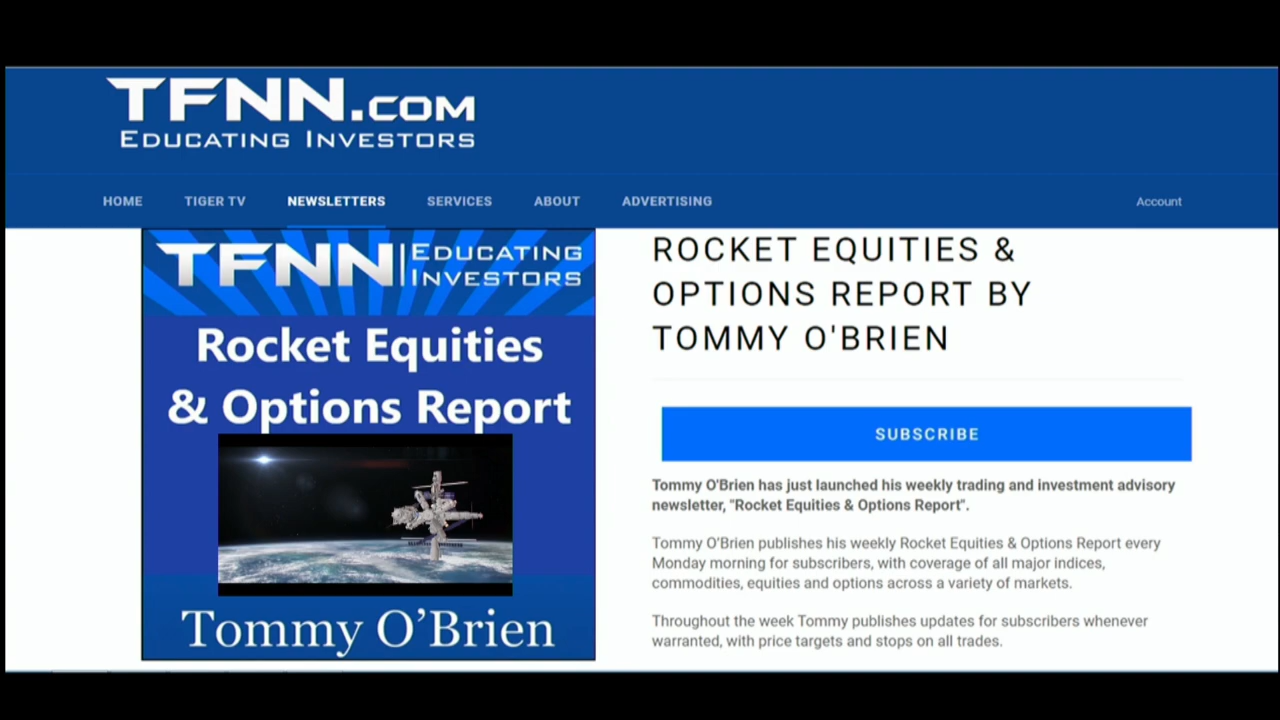 TFNN.COM
EDUCATING INVESTORS
HOME TIGER TV NEWSLETTERS SERVICES ABOUT ADVERTISING Account
TFNN EDUCATING
INVESTORS
Rocket Equities
& Options Report
Tommy O’Brien
ROCKET EQUITIES &
OPTIONS REPORT BY
TOMMY O'BRIEN
SUBSCRIBE
Tommy O'Brien has just launched his weekly trading and investment advisory
newsletter, "Rocket Equities & Options Report".
Tommy O'Brien publishes his weekly Rocket Equities & Options Report every
Monday morning for subscribers, with coverage of all major indices,
commodities, equities and options across a variety of markets.
Throughout the week Tommy publishes updates for subscribers whenever
warranted, with price targets and stops on all trades.